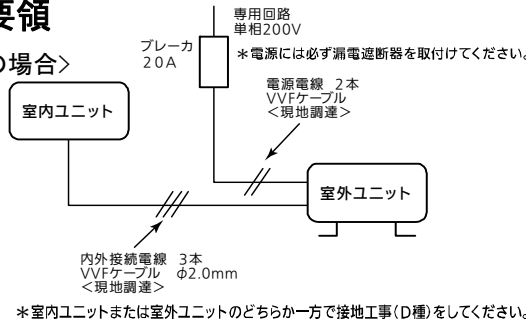 要領
の場合>
専用回路
単相200V
ブレーカ
20A
＊電源には必ず漏電遮断器を取付けてください。
電源電線 2本
VVFケーブル
<現地調達>
室内ユニット
室外ユニット
内外接続電線 3本
VVFケーブル φ2.0mm
<現地調達>
＊室内ユニットまたは室外ユニットのどちらか一方で接地工事(D種)をしてください。